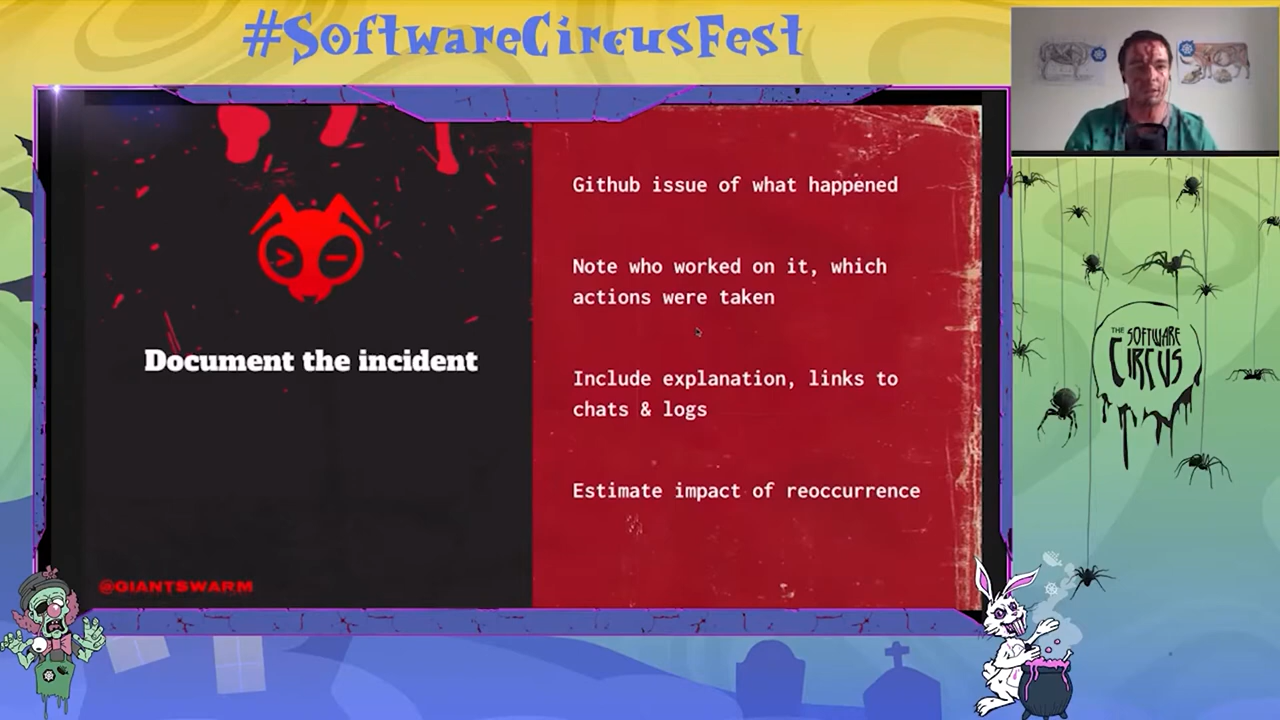 #SoftwareCircusFest
Document the incident
@GIANTSWARM
Github issue of what happened
Note who worked on it, which
actions were taken
Include explanation, links to
chats & logs
Estimate impact of reoccurrence
THE SOFTWARE
CIRCUS